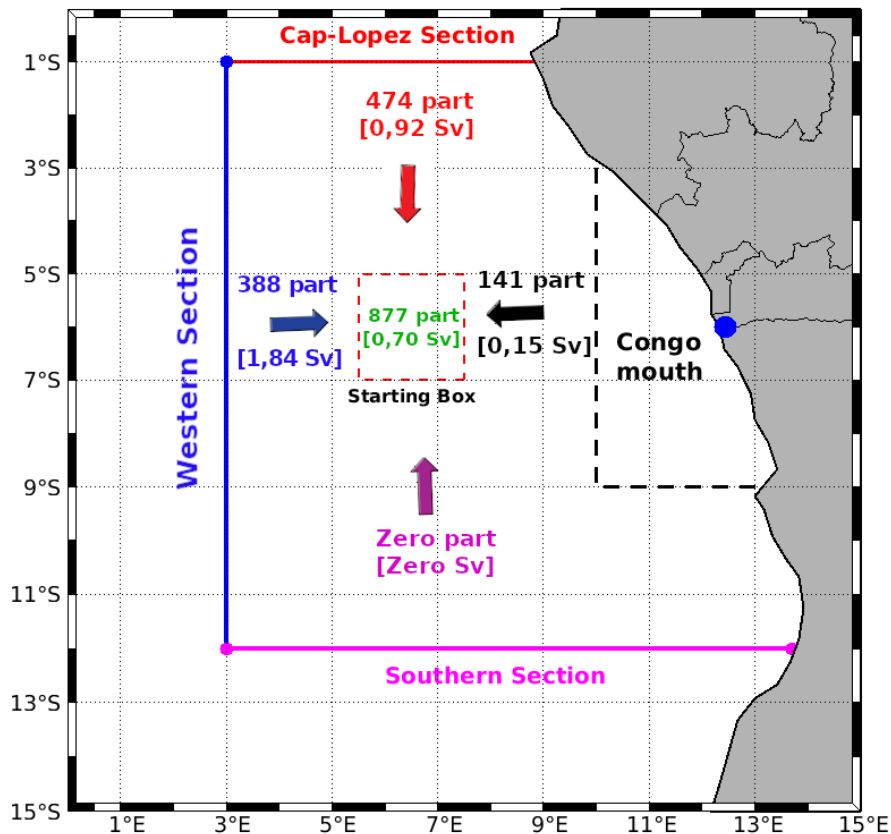 Cap-Lopez Section
1°S
474 part
[0,92 Sv]
3°S
Western Section
5°S
388 part
141 part
877 part
[0,70 Sv]
[1,84 Sv]
[0,15 Sv]
Congo
mouth
7°S
Starting Box
9°S
Zero part
[Zero Sv]
11°S
Southern Section
13°S
15°S
1°E
3°E
5°E
7°E
9°E
11°E
13°E
15°E